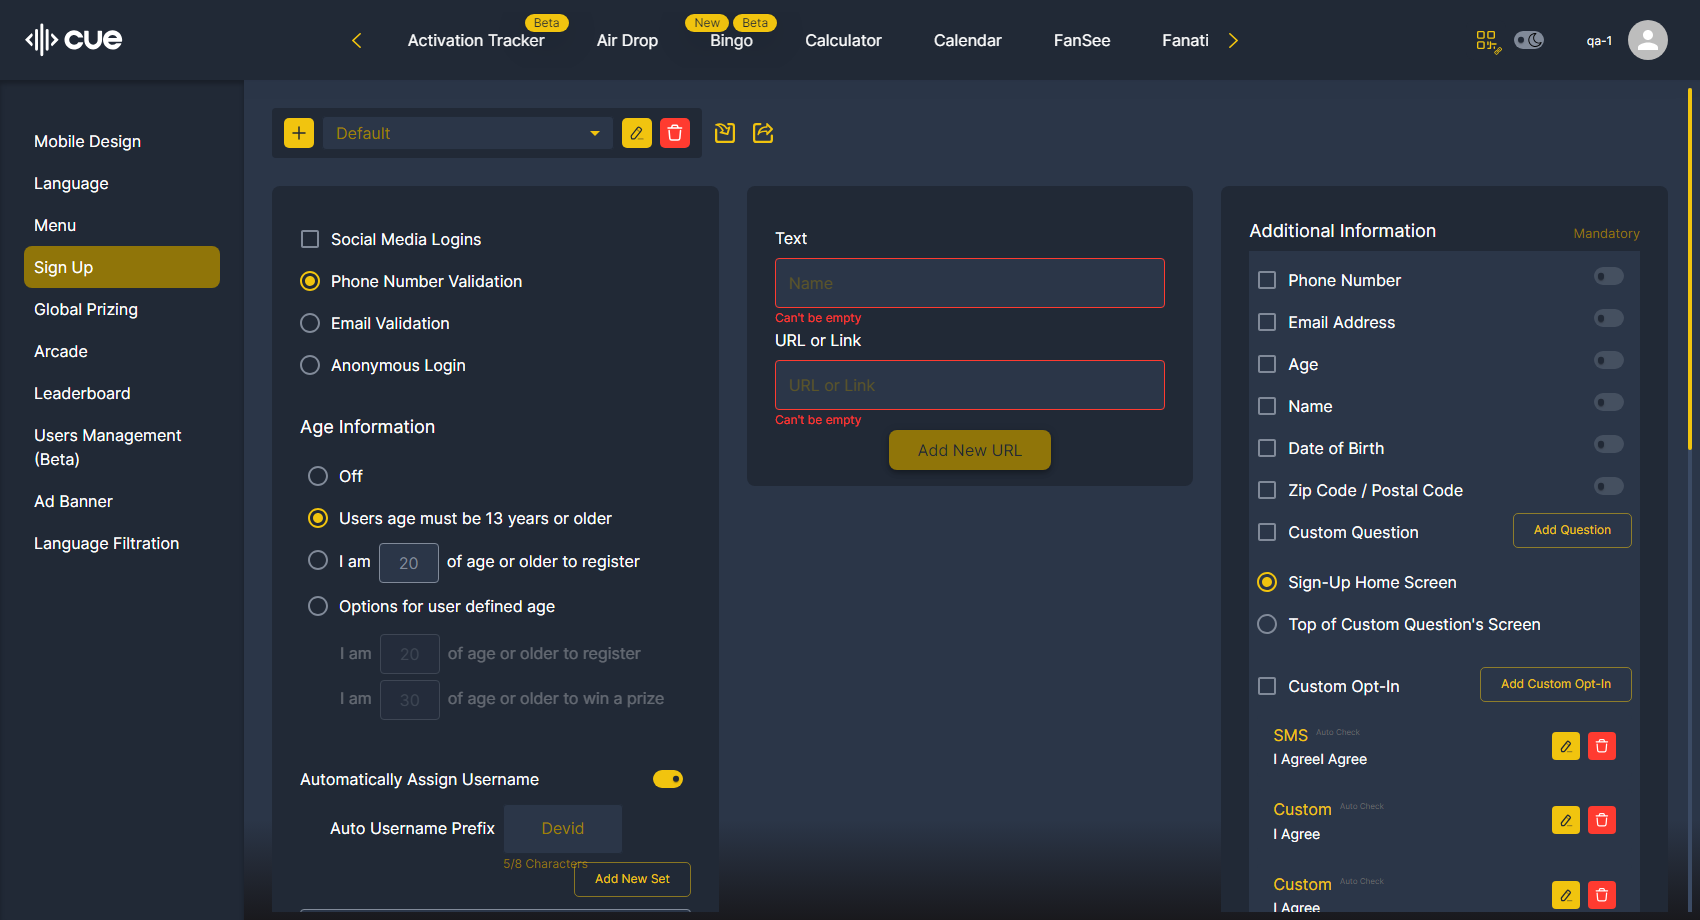 cue
Beta
New
Beta
Activation Tracker
Air Drop
Bingo
Calculator
Calendar
FanSee
Fanati
qa-1
Mobile Design
Language
Menu
Sign Up
Global Prizing
Arcade
Leaderboard
Users Management
(Beta)
Ad Banner
Language Filtration
Default
Social Media Logins
Phone Number Validation
Email Validation
Anonymous Login
Age Information
Off
Users age must be 13 years or older
I am 20 of age or older to register
Options for user defined age
I am 20 of age or older to register
I am 30 of age or older to win a prize
Automatically Assign Username
Auto Username Prefix Devid
5/8 Characters
Add New Set
Text
Name
Can't be empty
URL or Link
URL or Link
Can't be empty
Add New URL
Additional Information
Mandatory
Phone Number
Email Address
Age
Name
Date of Birth
Zip Code / Postal Code
Custom Question
Add Question
Sign-Up Home Screen
Top of Custom Question's Screen
Custom Opt-In
Add Custom Opt-In
SMS Auto Check
I AgreeI Agree
Custom Auto Check
I Agree
Custom Auto Check
I Agree